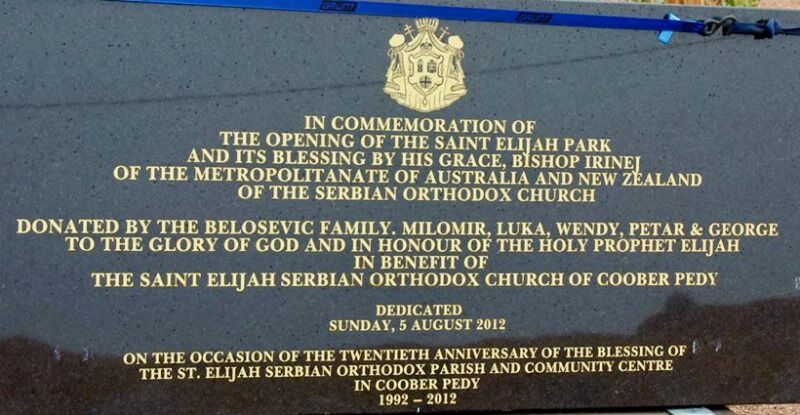 GRUNT GRUNT
IN COMMEMORATION OF
THE OPENING OF THE SAINT ELIJAH PARK
AND ITS BLESSING BY HIS GRACE, BISHOP IRINEJ
OF THE METROPOLITANATE OF AUSTRALIA AND NEW ZEALAND
OF THE SERBIAN ORTHODOX CHURCH
DONATED BY THE BELOSEVIC FAMILY. MILOMIR, LUKA, WENDY, PETAR & GEORGE
TO THE GLORY OF GOD AND IN HONOUR OF THE HOLY PROPHET ELIJAH
IN BENEFIT OF
THE SAINT ELIJAH SERBIAN ORTHODOX CHURCH OF COOBER PEDY
DEDICATED
SUNDAY, 5 AUGUST 2012
ON THE OCCASION OF THE TWENTIETH ANNIVERSARY OF THE BLESSING OF
THE ST. ELIJAH SERBIAN ORTHODOX PARISH AND COMMUNITY CENTRE
IN COOBER PEDY
1992 – 2012